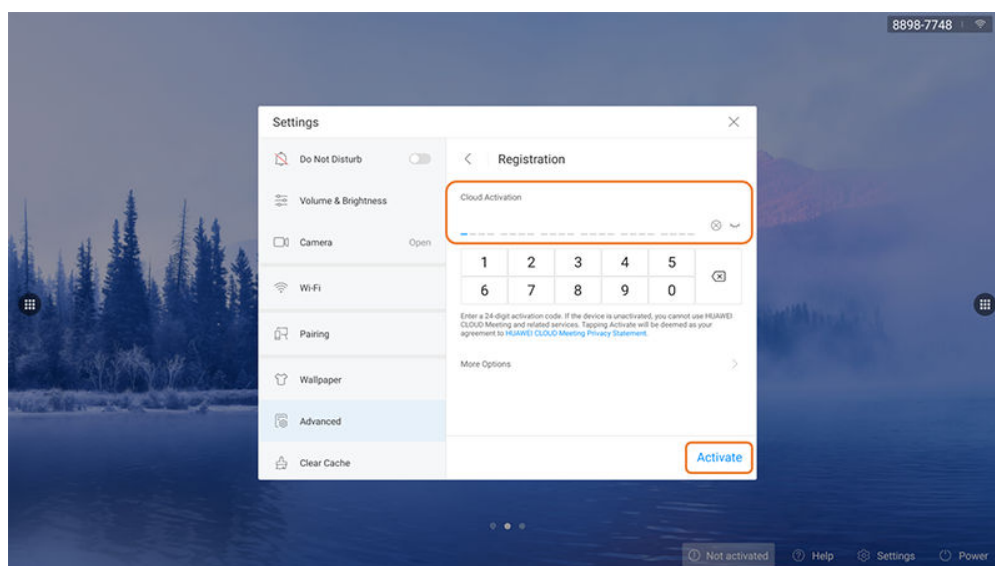 8898-7748
Settings
Do Not Disturb
Volume & Brightness
Camera Open
Wi-Fi
Pairing
Wallpaper
Advanced
Clear Cache
Registration
Cloud Activation
1 2 3 4 5
6 7 8 9 0
Enter a 24-digit activation code. If the device is unactivated, you cannot use HUAWEI
CLOUD Meeting and related services. Tapping Activate will be deemed as your
agreement to HUAWEI CLOUD Meeting Privacy Statement.
More Options
Activate
Not activated Help Settings Power